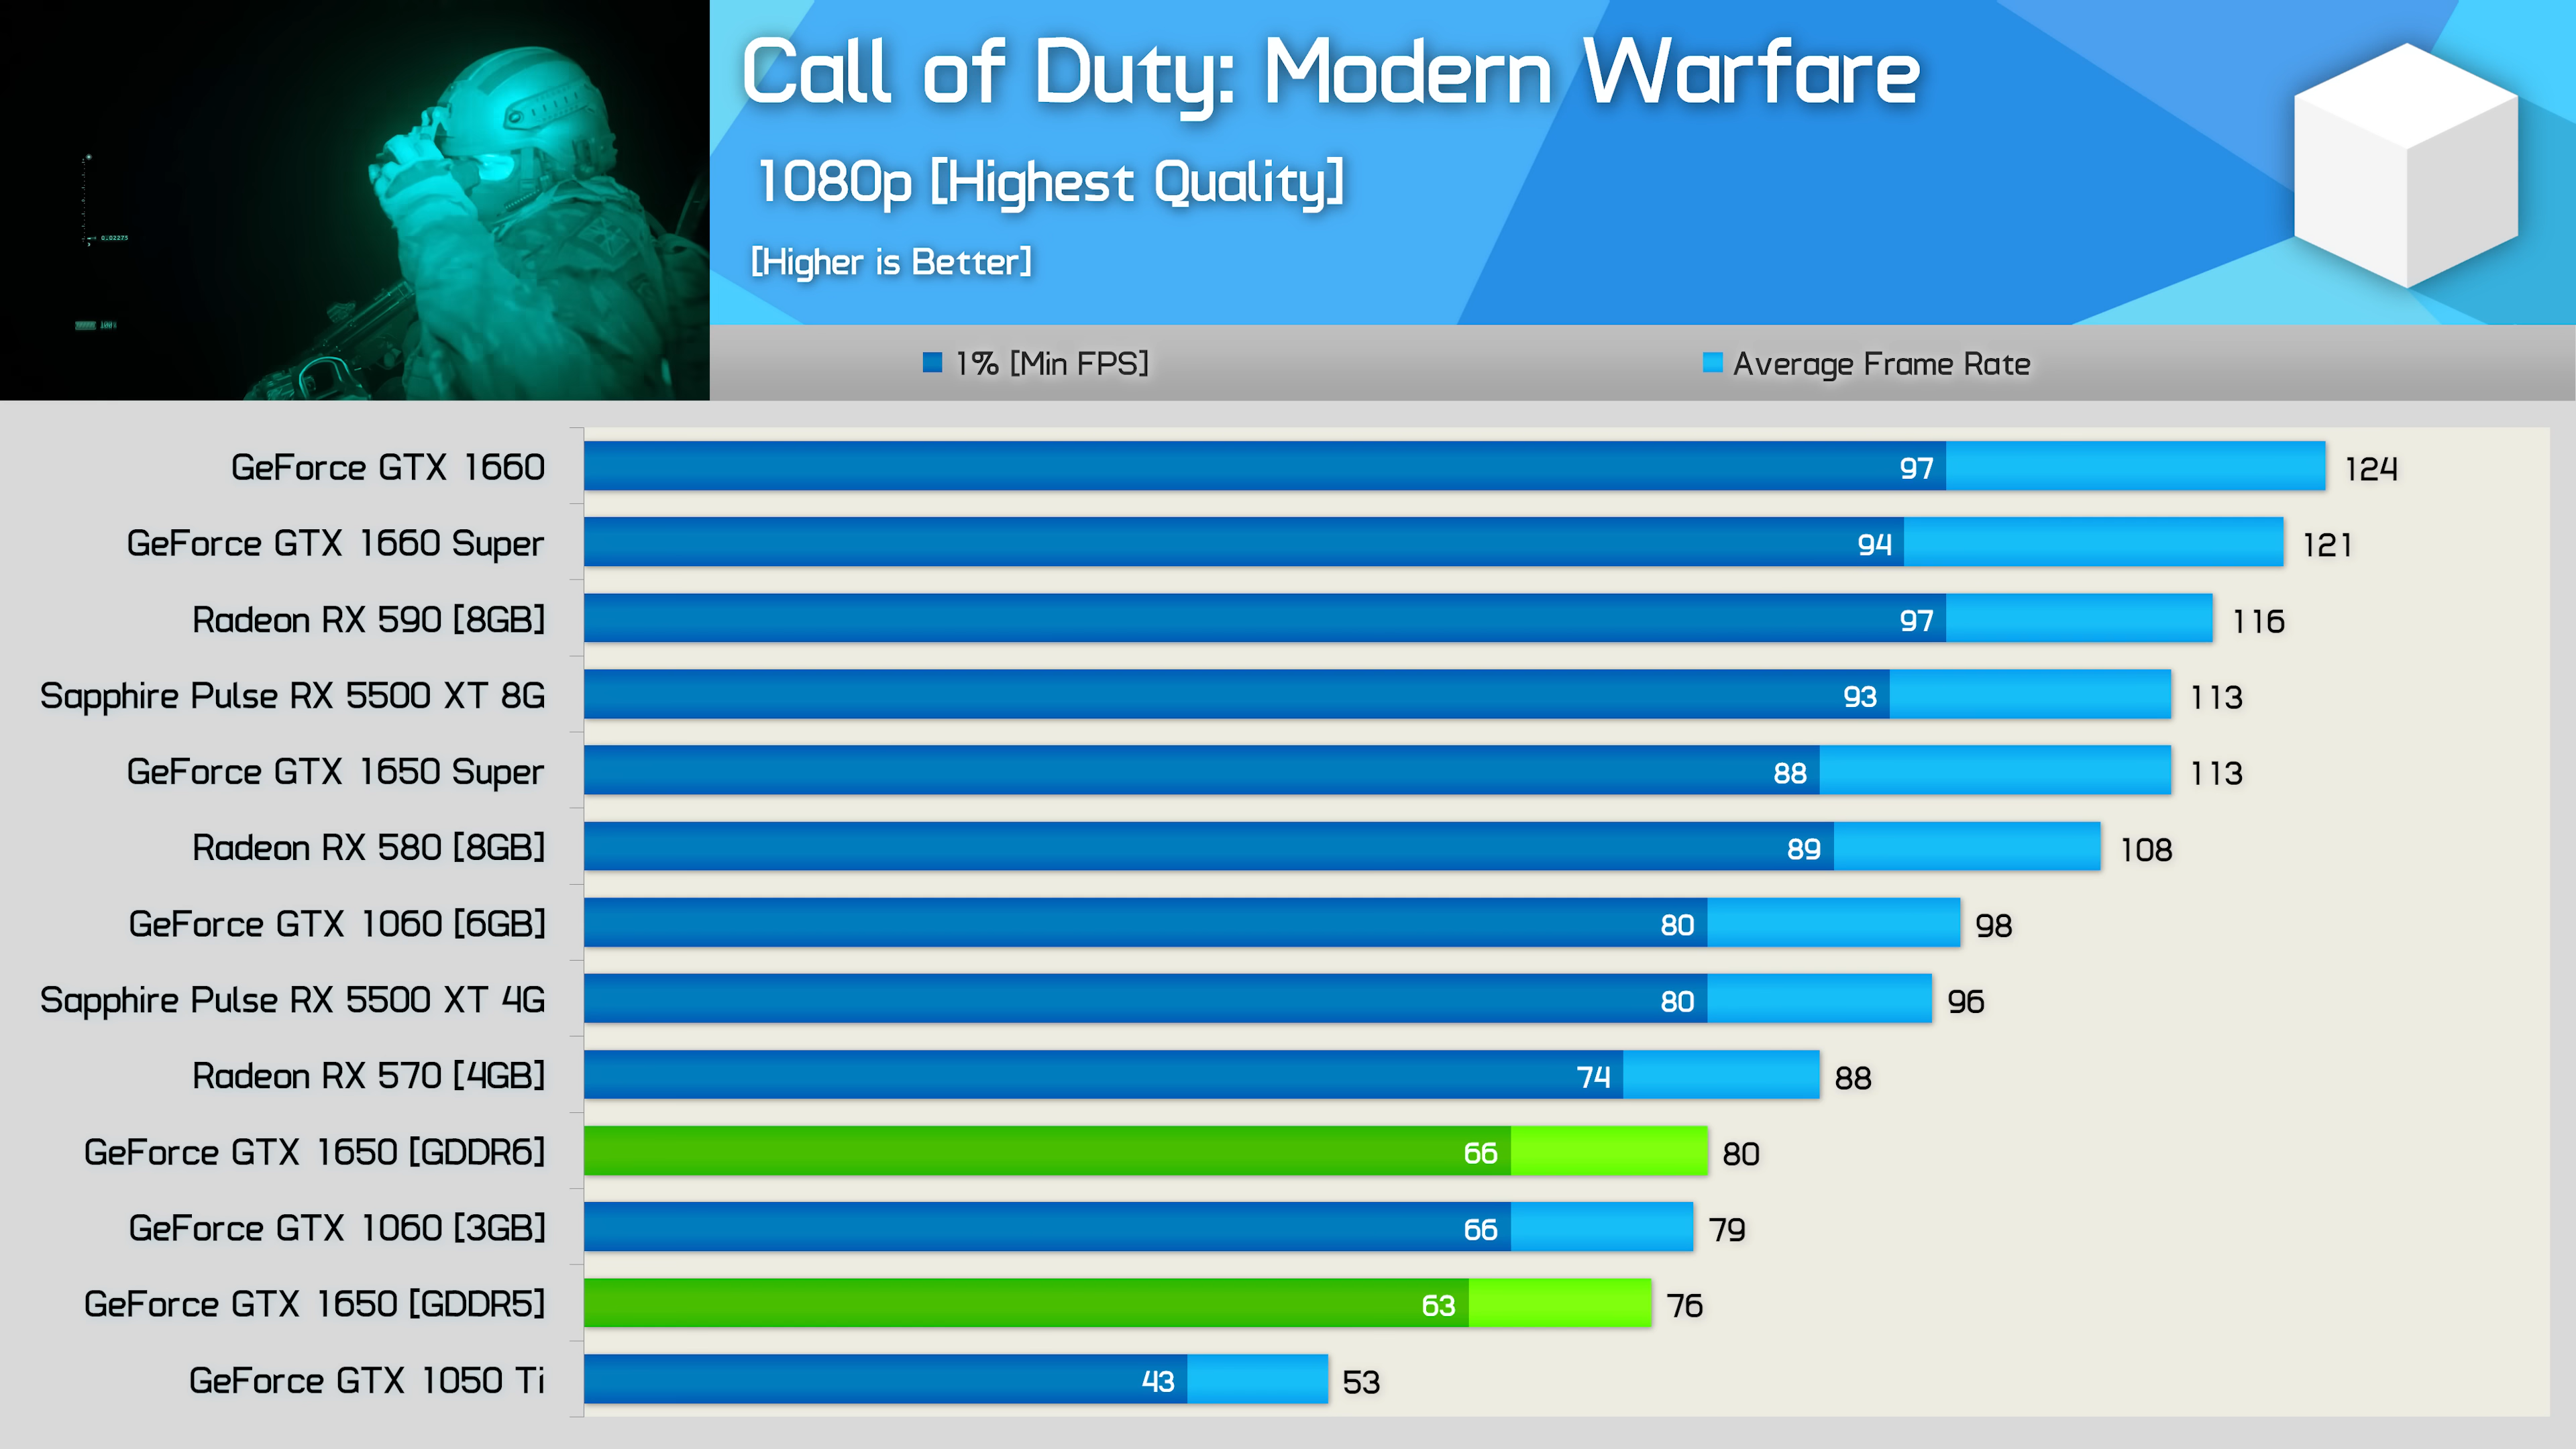 Call of Duty: Modern Warfare
1080p [Highest Quality]
[Higher is Better]
1% [Min FPS]
Average Frame Rate
GeForce GTX 1660 97 124
GeForce GTX 1660 Super 94 121
Radeon RX 590 [8GB] 97 116
Sapphire Pulse RX 5500 XT 8G 93 113
GeForce GTX 1650 Super 88 113
Radeon RX 580 [8GB] 89 108
GeForce GTX 1060 [6GB] 80 98
Sapphire Pulse RX 5500 XT 4G 80 96
Radeon RX 570 [4GB] 74 88
GeForce GTX 1650 [GDDR6] 66 80
GeForce GTX 1060 [3GB] 66 79
GeForce GTX 1650 [GDDR5] 63 76
GeForce GTX 1050 Ti 43 53